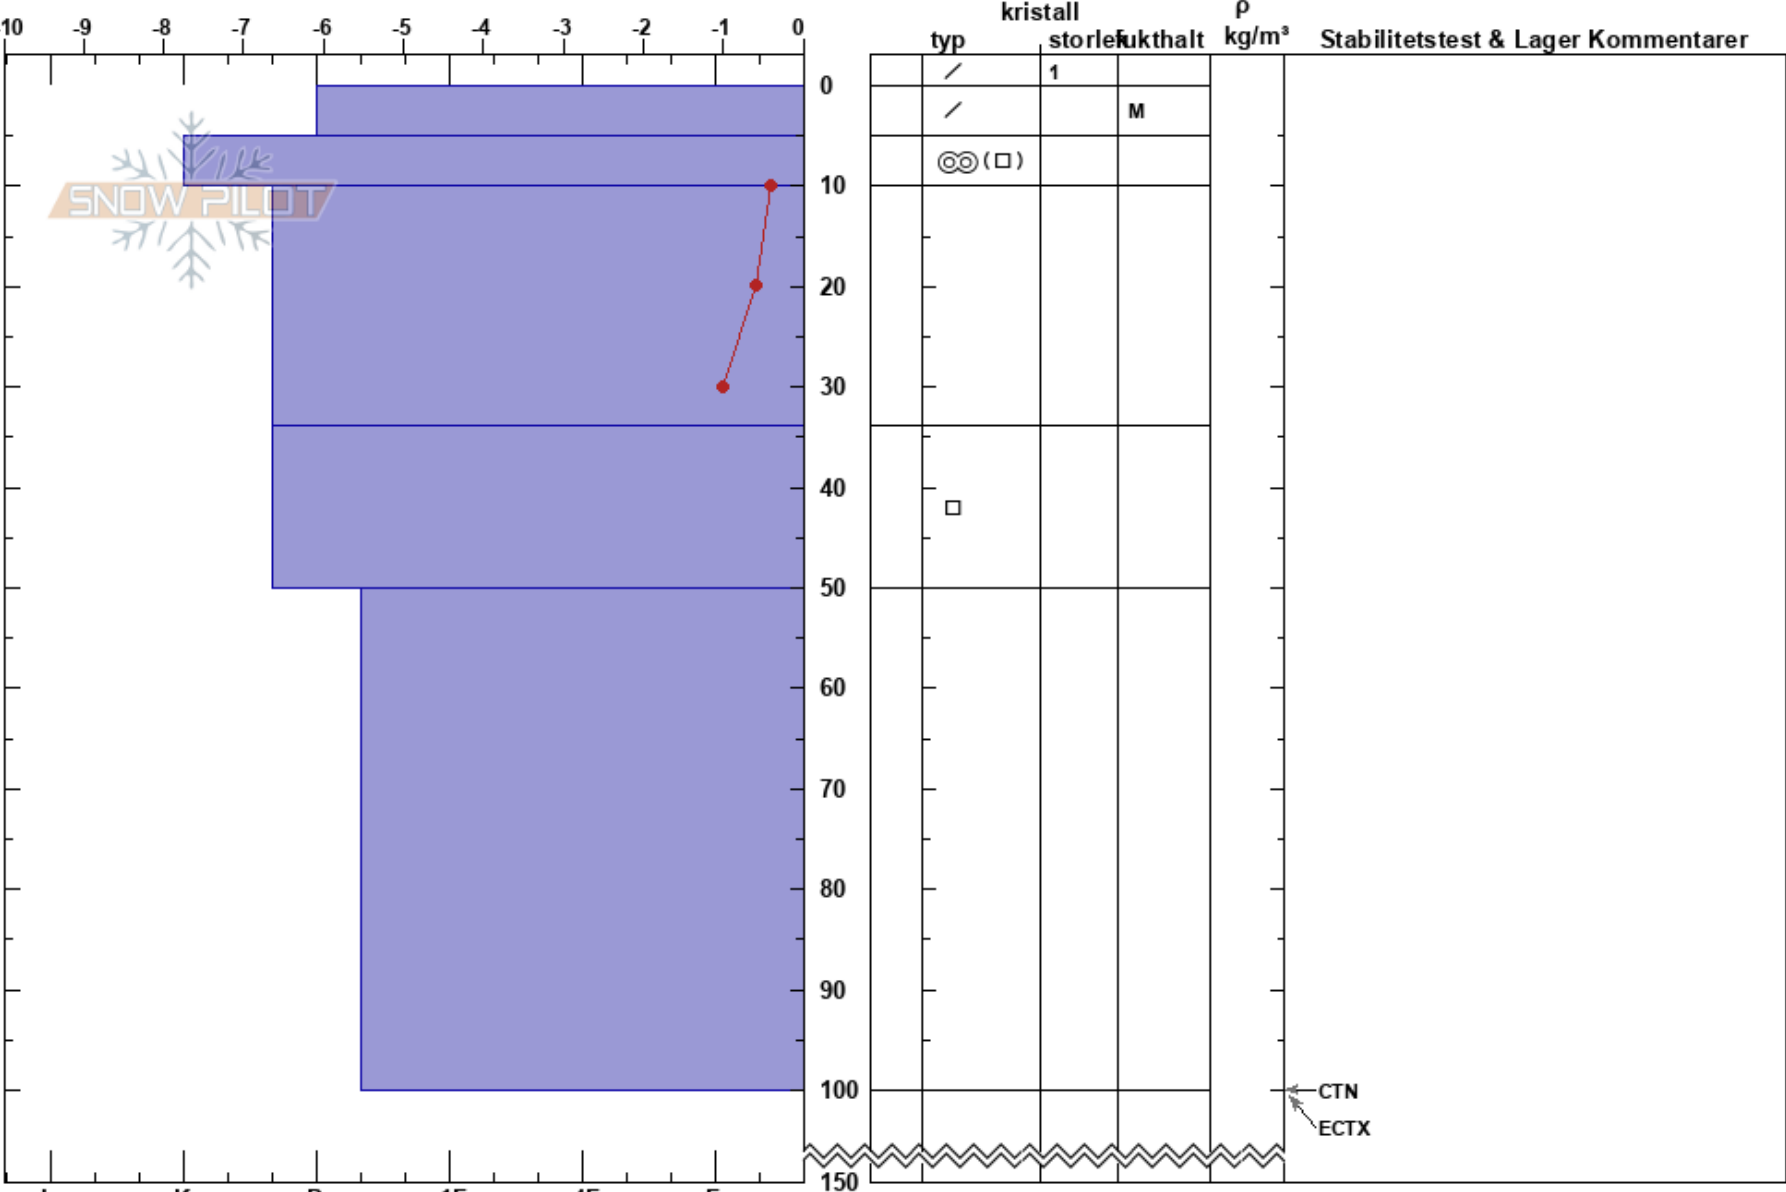 kristall ρ
10 -9 -8 -7 -6 -5 -4 -3 -2 -1 0 typ storlek fukthalt kg/m³ Stabilitetstest & Lager Kommentarer
1
0
M
SNOW PILOT
10
20
30
40
50
60
70
80
90
100 CTN
ECTX
150